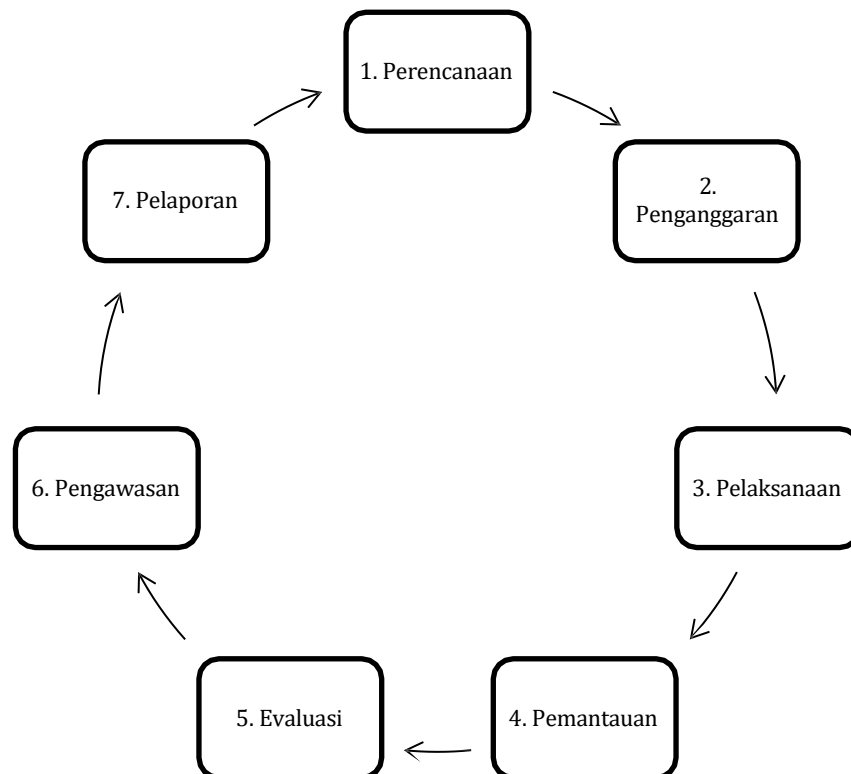 1. Perencanaan
2.
Penganggaran
3. Pelaksanaan
4. Pemantauan
5. Evaluasi
6. Pengawasan
7. Pelaporan